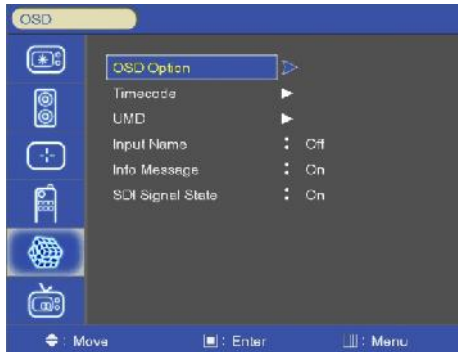 OSD
OSD Option
Timecode
UMD
Input Name : Off
Info Message : On
SDI Signal State : On
: Move : Enter : Menu